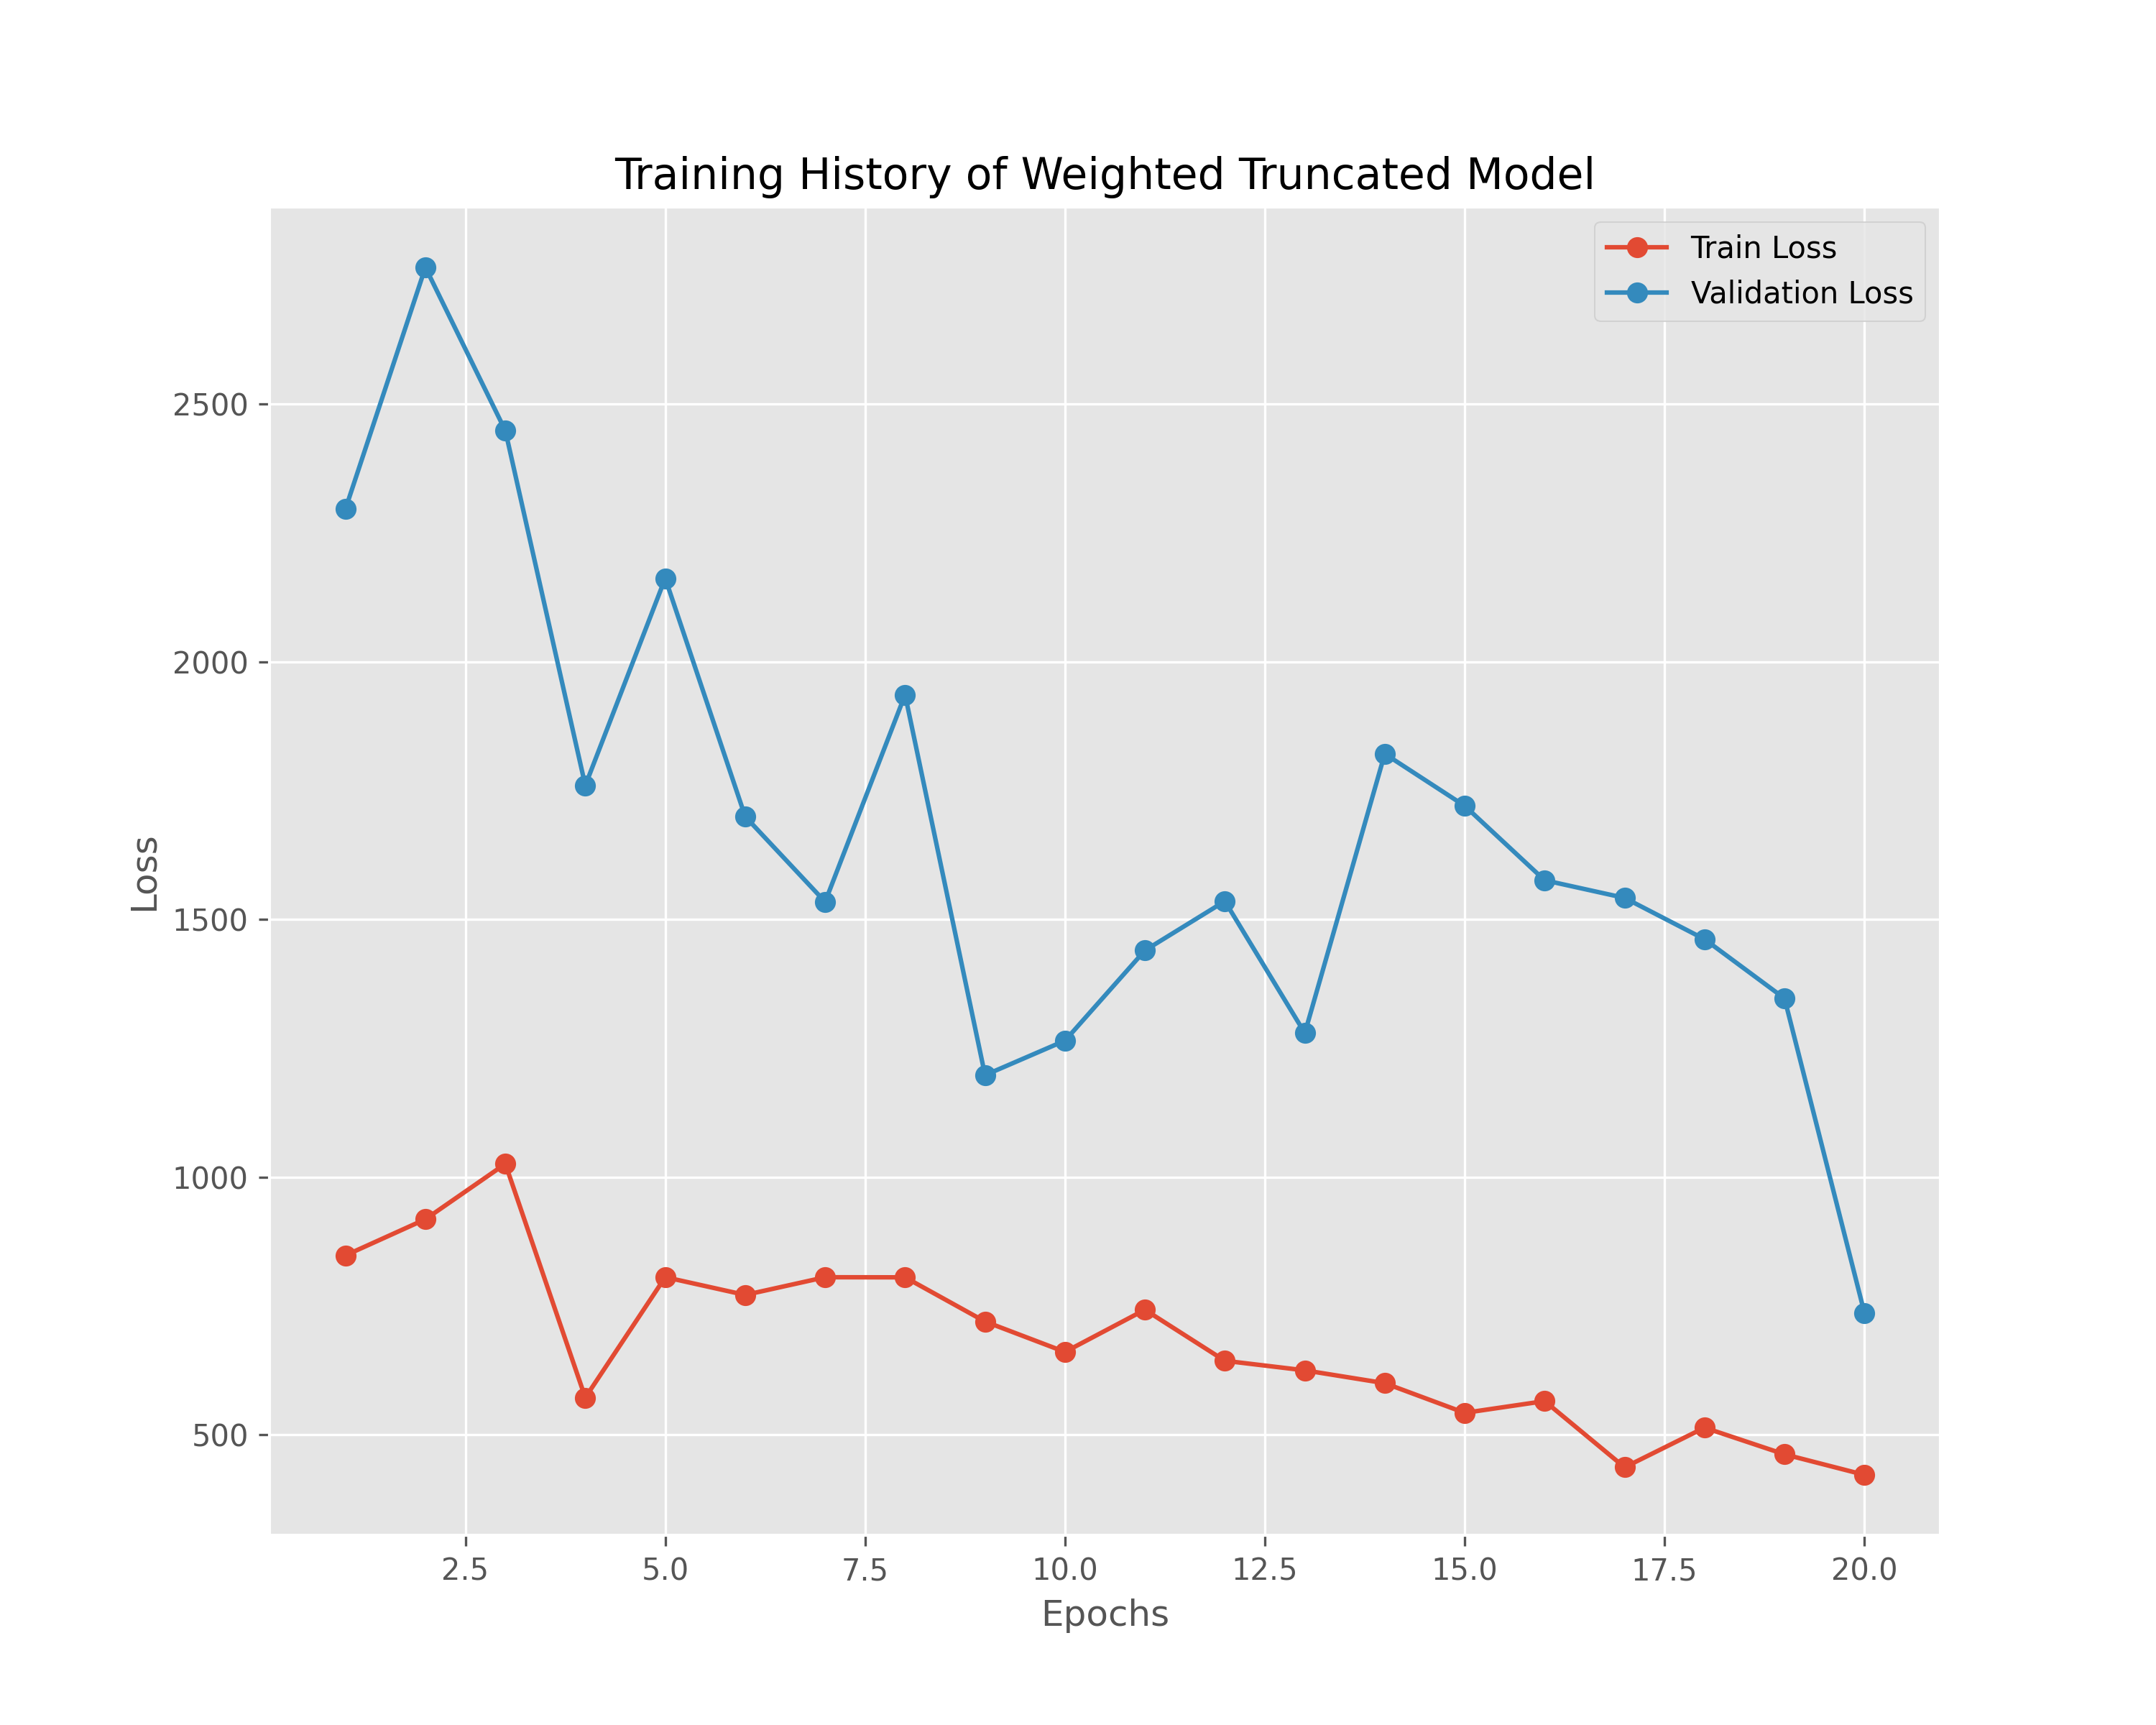 Training History of Weighted Truncated Model
Train Loss
Validation Loss
2500
2000
1500
1000
500
Loss
2.5 5.0 7.5 10.0 12.5 15.0 17.5 20.0
Epochs